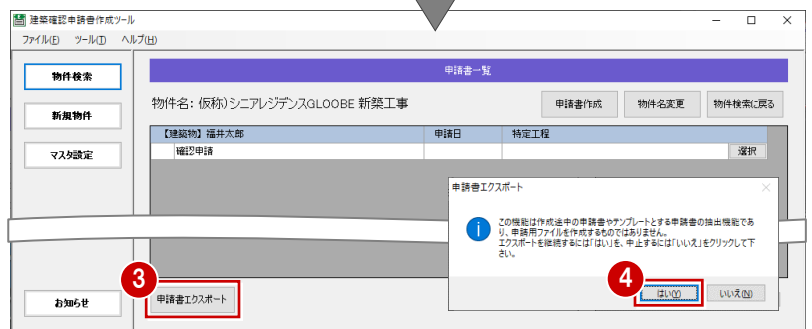 建築確認申請書作成ツール
ファイル(F) ツール(T) ヘルプ(H)
物件検索
新規物件
マスタ設定
お知らせ
申請書一覧
物件名: 仮称)シニアレジデンスGLOOBE 新築工事
申請書作成 物件名変更 物件検索に戻る
【建築物】福井太郎 申請日 特定工程
確認申請 選択
申請書エクスポート
この機能は作成途中の申請書やテンプレートとする申請書の抽出機能であ
り、申請用ファイルを作成するものではありません。
エクスポートを継続するには「はい」を、中止するには「いいえ」をクリックして下
さい。
3
4
申請書エクスポート
はい(Y) いいえ(N)